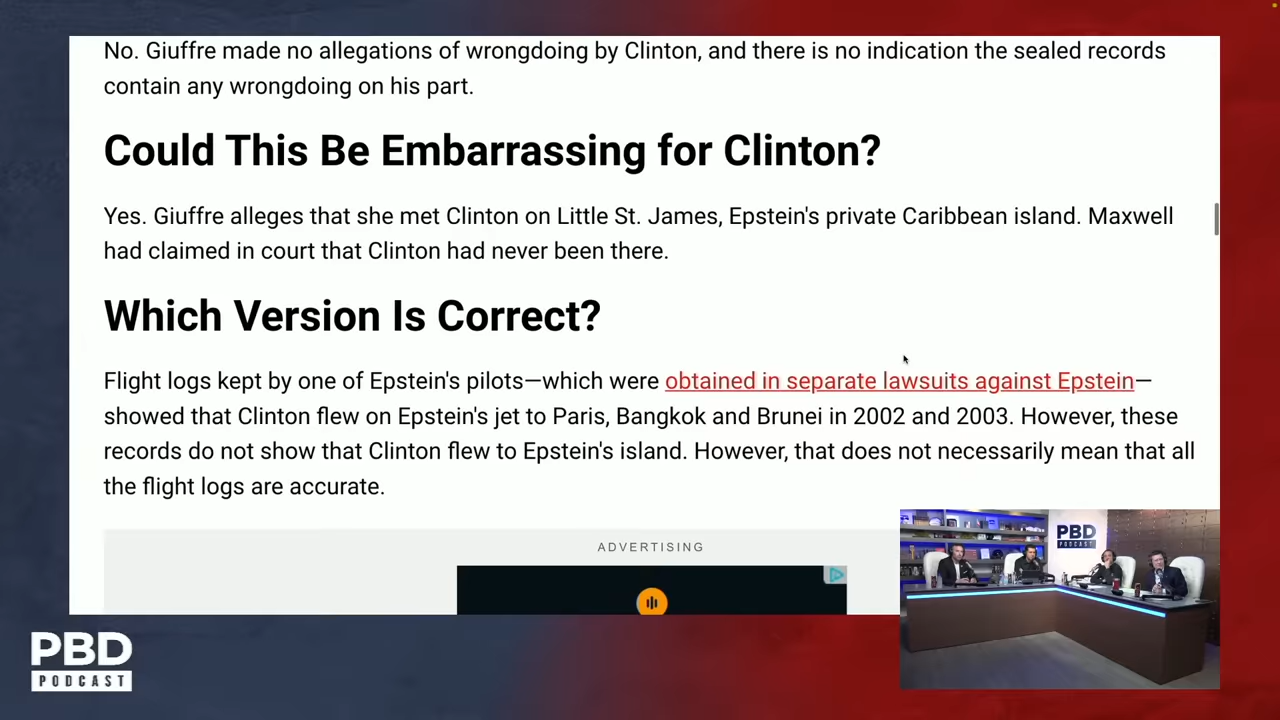 No. Giuffre made no allegations of wrongdoing by Clinton, and there is no indication the sealed records
contain any wrongdoing on his part.
Could This Be Embarrassing for Clinton?
Yes. Giuffre alleges that she met Clinton on Little St. James, Epstein's private Caribbean island. Maxwell
had claimed in court that Clinton had never been there.
Which Version Is Correct?
Flight logs kept by one of Epstein's pilots—which were obtained in separate lawsuits against Epstein—
showed that Clinton flew on Epstein's jet to Paris, Bangkok and Brunei in 2002 and 2003. However, these
records do not show that Clinton flew to Epstein's island. However, that does not necessarily mean that all
the flight logs are accurate.
ADVERTISING
PBD
PODCAST
PBD
PODCAST